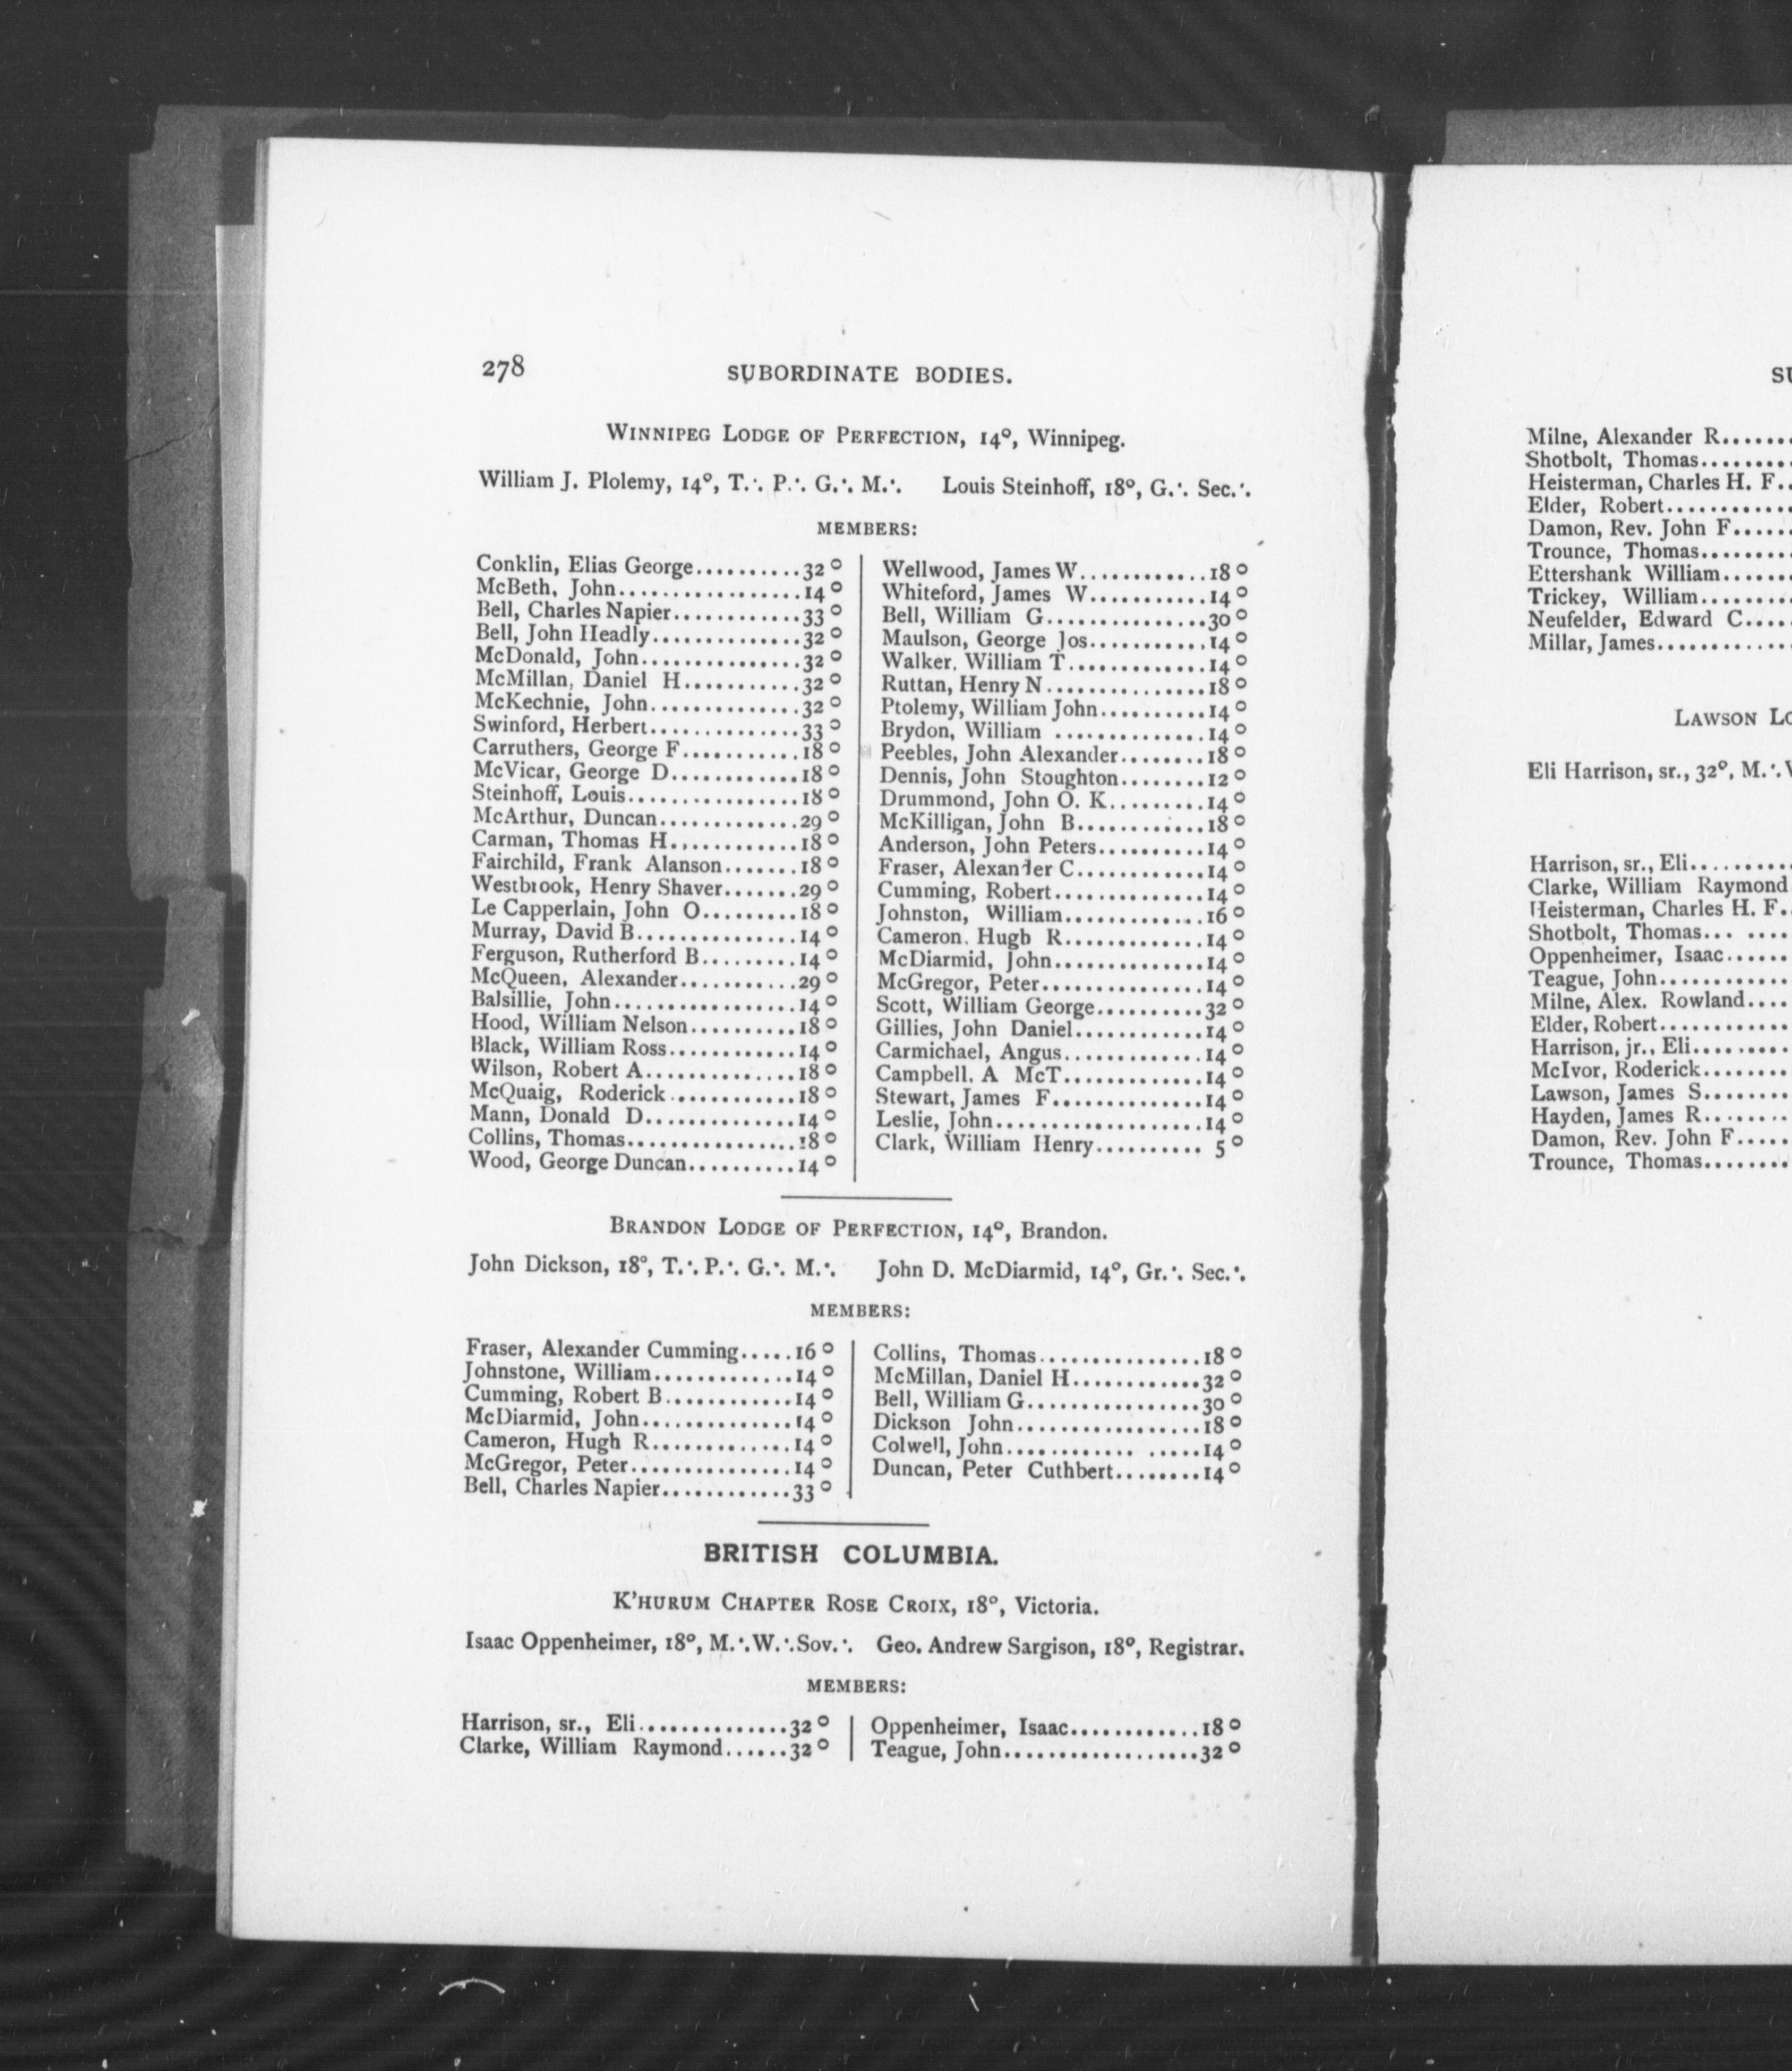 278 SUBORDINATE BODIES.
WINNIPEG LODGE OF PERFECTION, 14°, Winnipeg.
William J. Plolemy, 14°, T.·. P.·. G.·. M.·. Louis Steinhoff, 18°, G.·. Sec.·.
MEMBERS:
Conklin, Elias George..........32°
McBeth, John..................14°
Bell, Charles Napier............33°
Bell, John Headly..............32°
McDonald, John................32°
McMillan, Daniel H...........32°
McKechnie, John..............32°
Swinford, Herbert..............33°
Carruthers, George F...........18°
McVicar, George D............18°
Steinhoff, Louis................18°
McArthur, Duncan.............29°
Carman, Thomas H............18°
Fairchild, Frank Alanson.......18°
Westbrook, Henry Shaver.......29°
Le Capperlain, John O.........18°
Murray, David B...............14°
Ferguson, Rutherford B.........14°
McQueen, Alexander...........29°
Balsillie, John..................14°
Hood, William Nelson..........18°
Black, William Ross............14°
Wilson, Robert A..............18°
McQuaig, Roderick............18°
Mann, Donald D..............14°
Collins, Thomas................18°
Wood, George Duncan..........14°
Wellwood, James W............18°
Whiteford, James W...........14°
Bell, William G...............30°
Maulson, George Jos...........14°
Walker. William T.............14°
Ruttan, Henry N...............18°
Ptolemy, William John..........14°
Brydon, William ..............14°
Peebles, John Alexander........18°
Dennis, John Stoughton........12°
Drummond, John O. K.........14°
McKilligan, John B............18°
Anderson, John Peters..........14°
Fraser, Alexander C............14°
Cumming, Robert..............14°
Johnston, William.............16°
Cameron. Hugh R.............14°
McDiarmid, John..............14°
McGregor, Peter...............14°
Scott, William George..........32°
Gillies, John Daniel............14°
Carmichael, Angus.............14°
Campbell. A McT.............14°
Stewart, James F..............14°
Leslie, John....................14°
Clark, William Henry.......... 5°
BRANDON LODGE OF PERFECTION, 14°, Brandon.
John Dickson, 18°, T.·. P.·. G.·. M.·. John D. McDiarmid, 14°, Gr.·. Sec.·.
MEMBERS:
Fraser, Alexander Cumming.....16°
Johnstone, William.............14°
Cumming, Robert B............14°
McDiarmid, John..............14°
Cameron, Hugh R.............14°
McGregor, Peter...............14°
Bell, Charles Napier............33°
Collins, Thomas................18°
McMillan, Daniel H............32°
Bell, William G................30°
Dickson John..................18°
Colwell, John............ .....14°
Duncan, Peter Cuthbert........14°
BRITISH COLUMBIA.
K'HURUM CHAPTER ROSE CROIX, 18°, Victoria.
Isaac Oppenheimer, 18°, M.·.W.·.Sov.·. Geo. Andrew Sargison, 18°, Registrar.
MEMBERS:
Harrison, sr., Eli..............32°
Clarke, William Raymond......32°
Oppenheimer, Isaac............18°
Teague, John..................32°
SU
Milne, Alexander R......
Shotbolt, Thomas.........
Heisterman, Charles H. F..
Elder, Robert............
Damon, Rev. John F.....
Trounce, Thomas.........
Ettershank William.......
Trickey, William.........
Neufelder, Edward C....
Millar, James............
LAWSON LO
Eli Harrison, sr., 32°, M.·.
Harrison, sr., Eli..........
Clarke, William Raymond
Heisterman, Charles H. F..
Shotbolt, Thomas... ....
Oppenheimer, Isaac......
Teague, John............
Milne, Alex. Rowland....
Elder, Robert............
Harrison, jr., Eli.........
McIvor, Roderick........
Lawson, James S........
Hayden, James R........
Damon, Rev. John F.....
Trounce, Thomas........